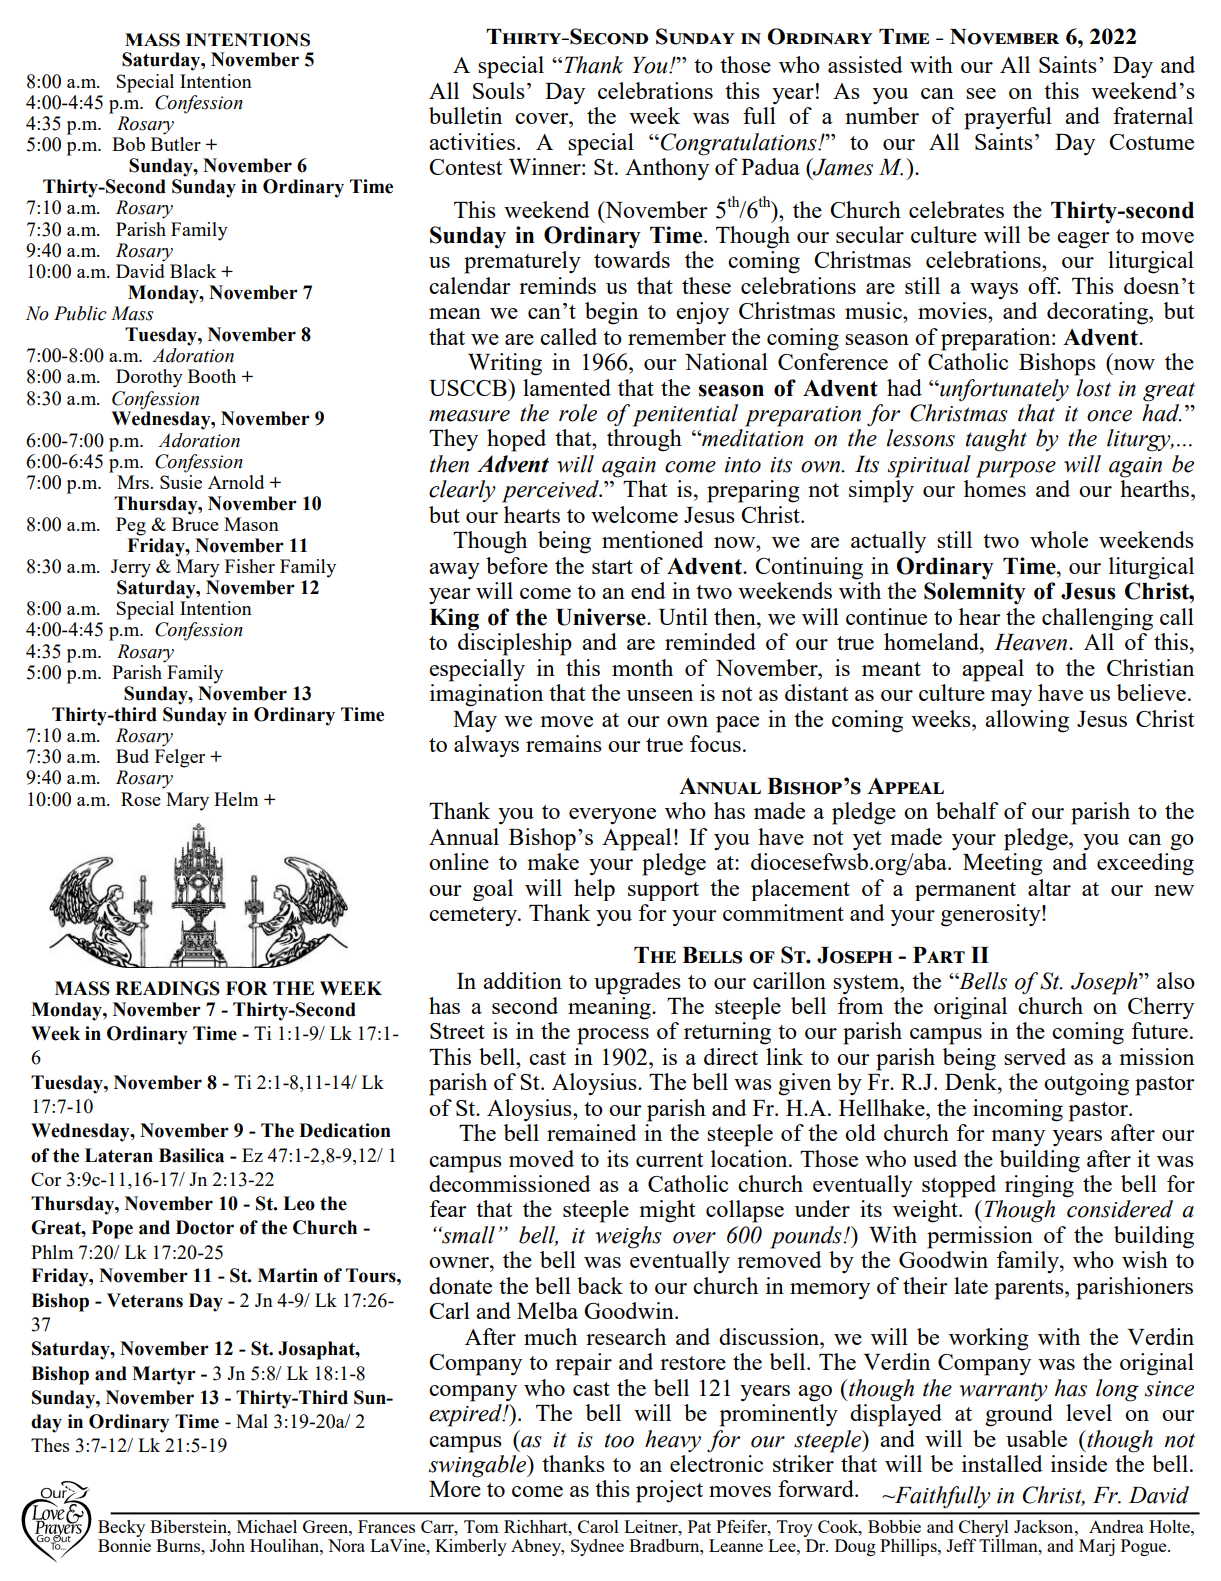 MASS INTENTIONS
Saturday, November 5
8:00 a.m. Special Intention
4:00-4:45 p.m. Confession
4:35 p.m. Rosary
5:00 p.m. Bob Butler +
Sunday, November 6
Thirty-Second Sunday in Ordinary Time
7:10 a.m. Rosary
7:30 a.m. Parish Family
9:40 a.m. Rosary
10:00 a.m. David Black +
Monday, November 7
No Public Mass
Tuesday, November 8
7:00-8:00 a.m. Adoration
8:00 a.m. Dorothy Booth +
8:30 a.m. Confession
Wednesday, November 9
6:00-7:00 p.m. Adoration
6:00-6:45 p.m. Confession
7:00 p.m. Mrs. Susie Arnold +
Thursday, November 10
8:00 a.m. Peg & Bruce Mason
Friday, November 11
8:30 a.m. Jerry & Mary Fisher Family
Saturday, November 12
8:00 a.m. Special Intention
4:00-4:45 p.m. Confession
4:35 p.m. Rosary
5:00 p.m. Parish Family
Sunday, November 13
Thirty-third Sunday in Ordinary Time
7:10 a.m. Rosary
7:30 a.m. Bud Felger +
9:40 a.m. Rosary
10:00 a.m. Rose Mary Helm +
MASS READINGS FOR THE WEEK
Monday, November 7 - Thirty-Second
Week in Ordinary Time - Ti 1:1-9/ Lk 17:1-
6
Tuesday, November 8 - Ti 2:1-8,11-14/ Lk
17:7-10
Wednesday, November 9 - The Dedication
of the Lateran Basilica - Ez 47:1-2,8-9,12/ 1
Cor 3:9c-11,16-17/ Jn 2:13-22
Thursday, November 10 - St. Leo the
Great, Pope and Doctor of the Church -
Phlm 7:20/ Lk 17:20-25
Friday, November 11 - St. Martin of Tours,
Bishop - Veterans Day - 2 Jn 4-9/ Lk 17:26-
37
Saturday, November 12 - St. Josaphat,
Bishop and Martyr - 3 Jn 5:8/ Lk 18:1-8
Sunday, November 13 - Thirty-Third Sun-
day in Ordinary Time - Mal 3:19-20a/ 2
Thes 3:7-12/ Lk 21:5-19
THIRTY-SECOND SUNDAY IN ORDINARY TIME - NOVEMBER 6, 2022
A special “Thank You!” to those who assisted with our All Saints’ Day and
All Souls’ Day celebrations this year! As you can see on this weekend’s
bulletin cover, the week was full of a number of prayerful and fraternal
activities. A special “Congratulations!” to our All Saints’ Day Costume
Contest Winner: St. Anthony of Padua (James M.).
This weekend (November 5th/6th), the Church celebrates the Thirty-second
Sunday in Ordinary Time. Though our secular culture will be eager to move
us prematurely towards the coming Christmas celebrations, our liturgical
calendar reminds us that these celebrations are still a ways off. This doesn’t
mean we can’t begin to enjoy Christmas music, movies, and decorating, but
that we are called to remember the coming season of preparation: Advent.
Writing in 1966, our National Conference of Catholic Bishops (now the
USCCB) lamented that the season of Advent had “unfortunately lost in great
measure the role of penitential preparation for Christmas that it once had.”
They hoped that, through “meditation on the lessons taught by the liturgy,...
then Advent will again come into its own. Its spiritual purpose will again be
clearly perceived.” That is, preparing not simply our homes and our hearths,
but our hearts to welcome Jesus Christ.
Though being mentioned now, we are actually still two whole weekends
away before the start of Advent. Continuing in Ordinary Time, our liturgical
year will come to an end in two weekends with the Solemnity of Jesus Christ,
King of the Universe. Until then, we will continue to hear the challenging call
to discipleship and are reminded of our true homeland, Heaven. All of this,
especially in this month of November, is meant to appeal to the Christian
imagination that the unseen is not as distant as our culture may have us believe.
May we move at our own pace in the coming weeks, allowing Jesus Christ
to always remains our true focus.
ANNUAL BISHOP’S APPEAL
Thank you to everyone who has made a pledge on behalf of our parish to the
Annual Bishop’s Appeal! If you have not yet made your pledge, you can go
online to make your pledge at: diocesefwsb.org/aba. Meeting and exceeding
our goal will help support the placement of a permanent altar at our new
cemetery. Thank you for your commitment and your generosity!
THE BELLS OF ST. JOSEPH - PART II
In addition to upgrades to our carillon system, the “Bells of St. Joseph” also
has a second meaning. The steeple bell from the original church on Cherry
Street is in the process of returning to our parish campus in the coming future.
This bell, cast in 1902, is a direct link to our parish being served as a mission
parish of St. Aloysius. The bell was given by Fr. R.J. Denk, the outgoing pastor
of St. Aloysius, to our parish and Fr. H.A. Hellhake, the incoming pastor.
The bell remained in the steeple of the old church for many years after our
campus moved to its current location. Those who used the building after it was
decommissioned as a Catholic church eventually stopped ringing the bell for
fear that the steeple might collapse under its weight. (Though considered a
“small” bell, it weighs over 600 pounds!) With permission of the building
owner, the bell was eventually removed by the Goodwin family, who wish to
donate the bell back to our church in memory of their late parents, parishioners
Carl and Melba Goodwin.
After much research and discussion, we will be working with the Verdin
Company to repair and restore the bell. The Verdin Company was the original
company who cast the bell 121 years ago (though the warranty has long since
expired!). The bell will be prominently displayed at ground level on our
campus (as it is too heavy for our steeple) and will be usable (though not
swingable) thanks to an electronic striker that will be installed inside the bell.
More to come as this project moves forward. ~Faithfully in Christ, Fr. David
Our
Love &
Prayers
Go Out
To...
Becky Biberstein, Michael Green, Frances Carr, Tom Richhart, Carol Leitner, Pat Pfeifer, Troy Cook, Bobbie and Cheryl Jackson, Andrea Holte,
Bonnie Burns, John Houlihan, Nora LaVine, Kimberly Abney, Sydnee Bradburn, Leanne Lee, Dr. Doug Phillips, Jeff Tillman, and Marj Pogue.